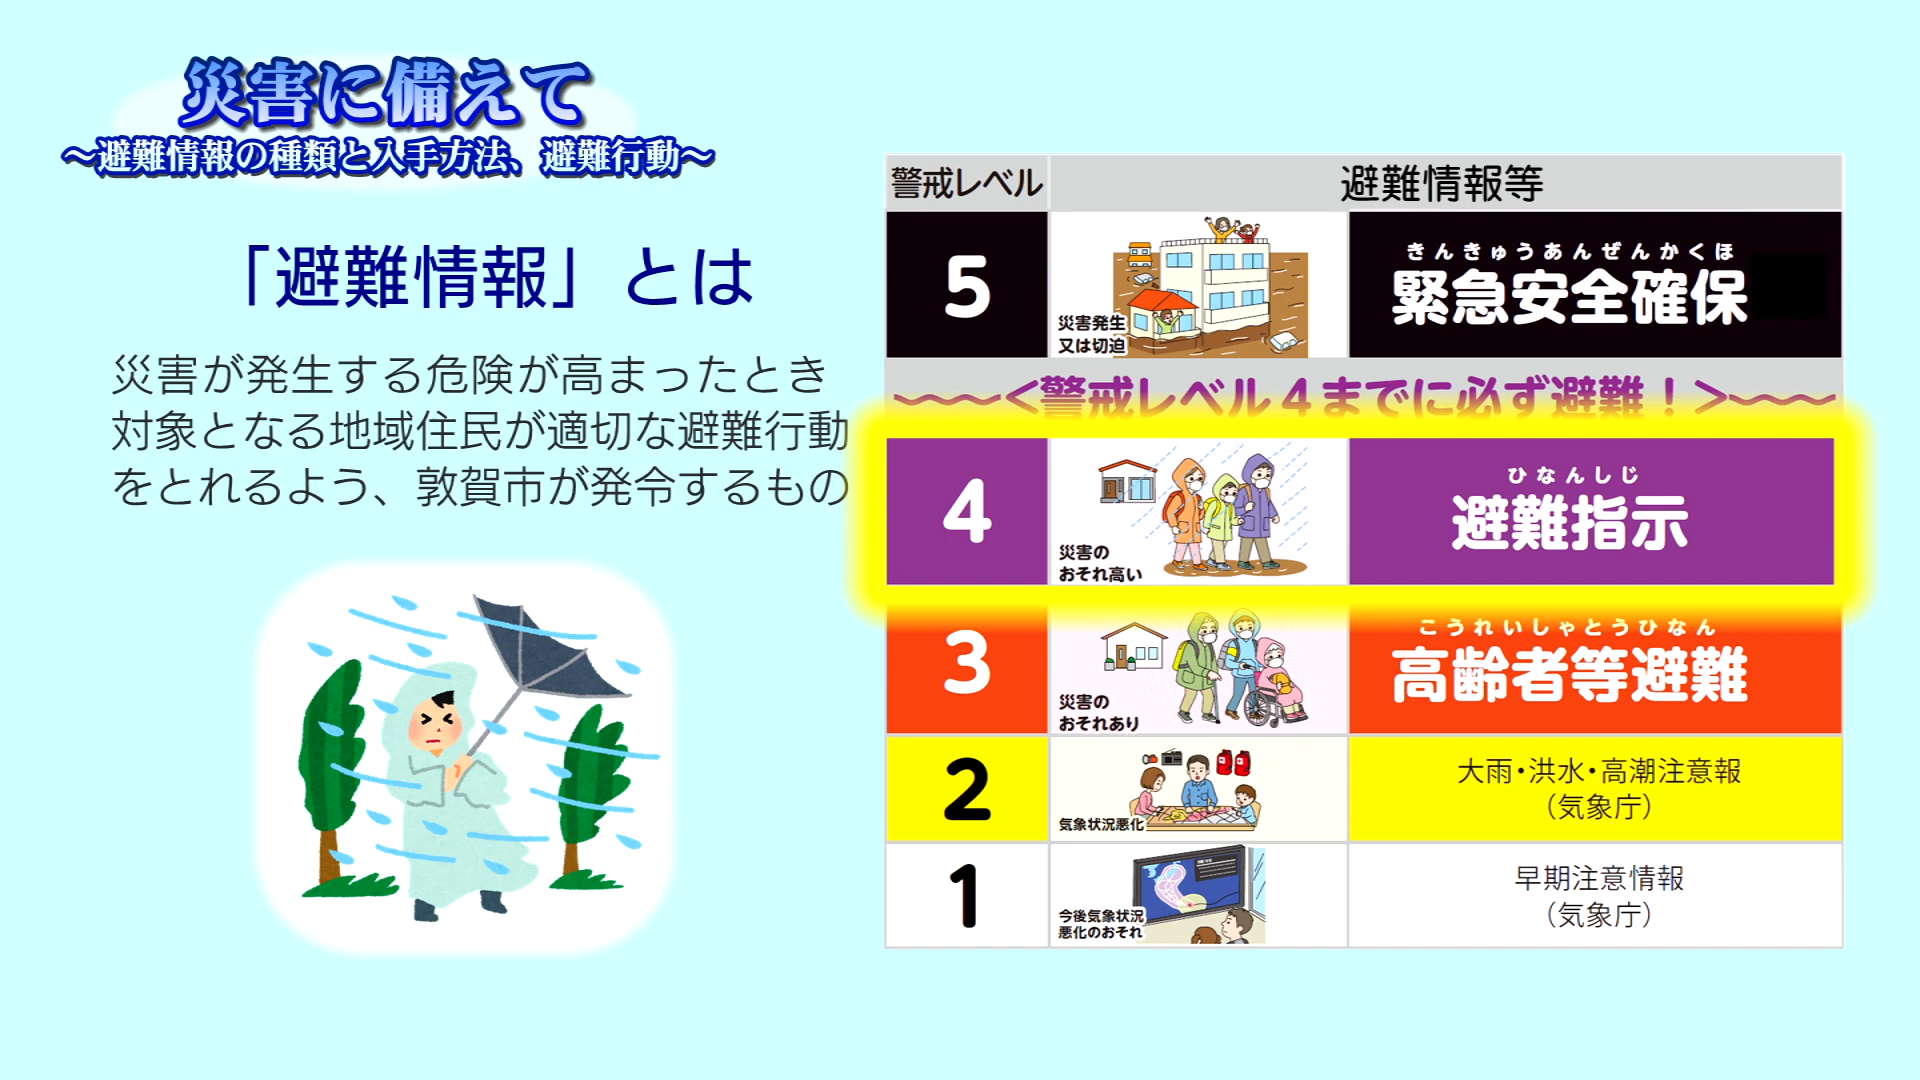 災害に備えて
～避難情報の種類と入手方法、避難行動～
「避難情報」とは
災害が発生する危険が高まったとき
対象となる地域住民が適切な避難行動
をとれるよう、敦賀市が発令するもの
警戒レベル
避難情報等
5
災害発生
又は切迫
きんきゅうあんぜんかくほ
緊急安全確保
〜〜〜<警戒レベル４までに必ず避難！>〜〜〜
4
災害の
おそれ高い
ひなんしじ
避難指示
3
災害の
おそれあり
こうれいしゃとうひなん
高齢者等避難
2
気象状況悪化
大雨・洪水・高潮注意報
（気象庁）
1
今後気象状況
悪化のおそれ
早期注意情報
（気象庁）